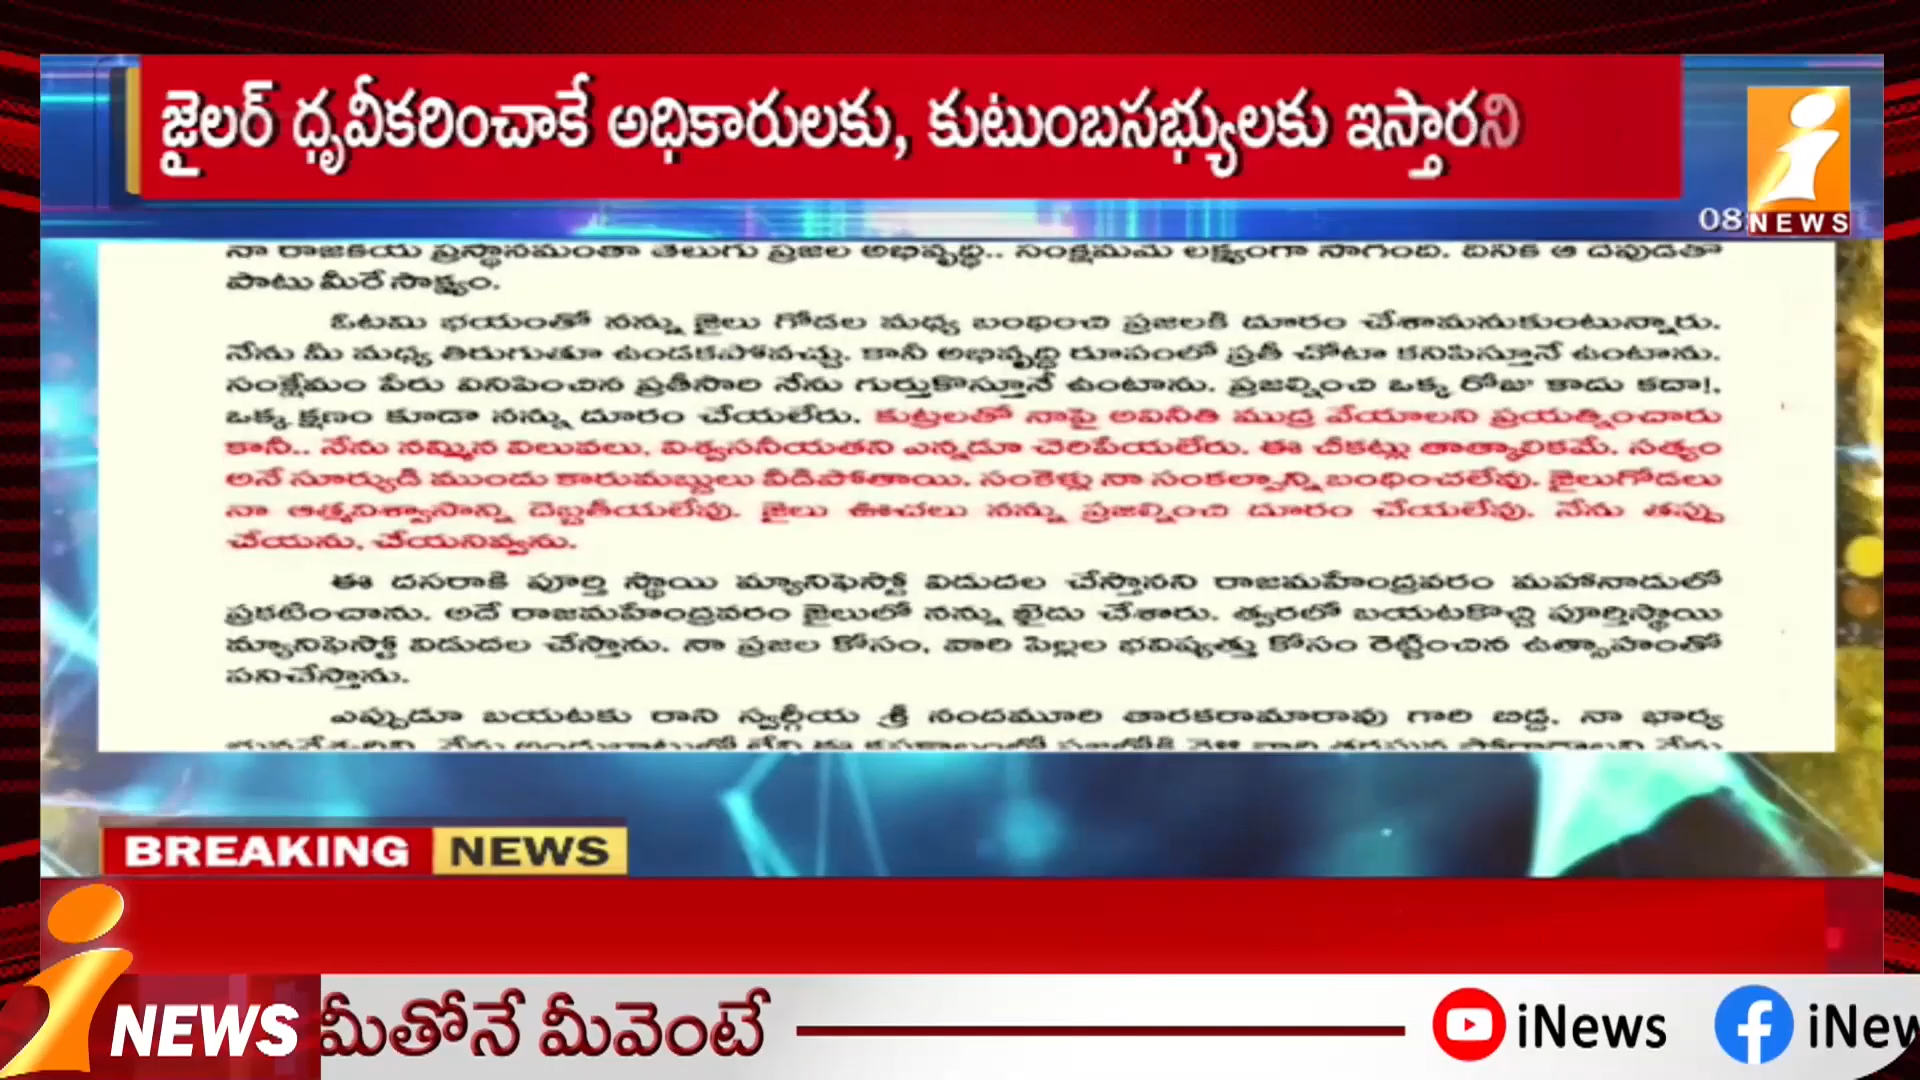 జైలర్ ధృవీకరించాకే అధికారులకు, కుటుంబసభ్యులకు ఇస్తారని
08
NEWS
నా రాజకీయ ప్రస్థానమంతా తెలుగు ప్రజల అభివృద్ధి.. సంక్షేమమే లక్ష్యంగా సాగింది. దీనికి ఆ దేవుడితో
పాటు మీరే సాక్ష్యం.
ఓటమి భయంతో నన్ను జైలు గోడల మధ్య బంధించి ప్రజలకి దూరం చేశామనుకుంటున్నారు.
నేను మీ మధ్య తిరుగుతూ ఉండకపోవచ్చు. కానీ అభివృద్ధి రూపంలో ప్రతీ చోటా కనిపిస్తూనే ఉంటాను.
సంక్షేమం పేరు వినిపించిన ప్రతీసారి నేను గుర్తుకొస్తూనే ఉంటాను. ప్రజల్నించి ఒక్క రోజు కాదు కదా!,
ఒక్క క్షణం కూడా నన్ను దూరం చేయలేరు. కుట్రలతో నాపై అవినీతి ముద్ర వేయాలని ప్రయత్నించారు
కానీ.. నేను నమ్మిన విలువలు, విశ్వసనీయతని ఎన్నడూ చెరిపేయలేరు. ఈ చీకట్లు తాత్కాలికమే. సత్యం
అనే సూర్యుడి ముందు కారుమబ్బులు వీడిపోతాయి. సంకెళ్లు నా సంకల్పాన్ని బంధించలేవు. జైలుగోడలు
నా ఆత్మవిశ్వాసాన్ని దెబ్బతీయలేవు. జైలు ఊచలు నన్ను ప్రజల్నించి దూరం చేయలేవు. నేను తప్పు
చేయను, చేయనివ్వను.
ఈ దసరాకి పూర్తి స్థాయి మ్యానిఫెస్టో విడుదల చేస్తానని రాజమహేంద్రవరం మహానాడులో
ప్రకటించాను. అదే రాజమహేంద్రవరం జైలులో నన్ను ఖైదు చేశారు. త్వరలో బయటకొచ్చి పూర్తిస్థాయి
మ్యానిఫెస్టో విడుదల చేస్తాను. నా ప్రజల కోసం, వారి పిల్లల భవిష్యత్తు కోసం రెట్టించిన ఉత్సాహంతో
పనిచేస్తాను.
ఎప్పుడూ బయటకు రాని స్వర్గీయ శ్రీ నందమూరి తారకరామారావు గారి బిడ్డ, నా భార్య
BREAKING NEWS
NEWS మీతోనే మీవెంటే
iNews
iNew